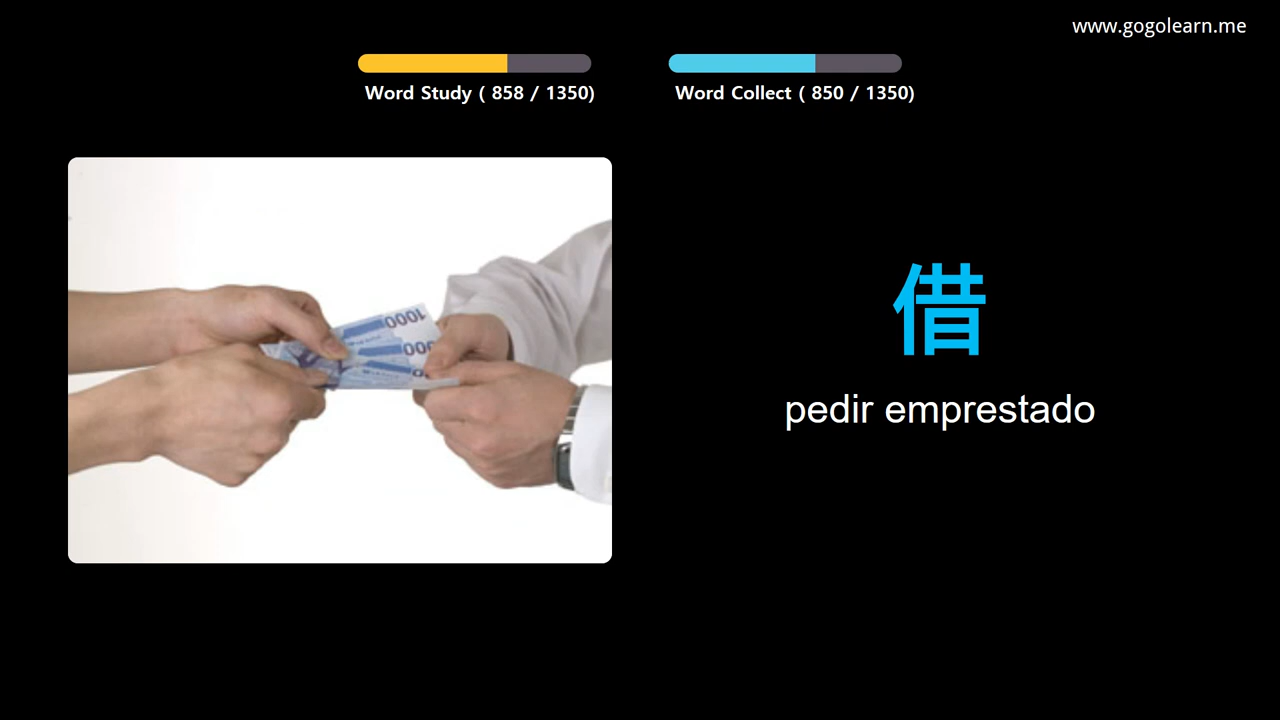 www.gogolearn.me
Word Study ( 858 / 1350)
Word Collect ( 850 / 1350)
1000
借
pedir emprestado